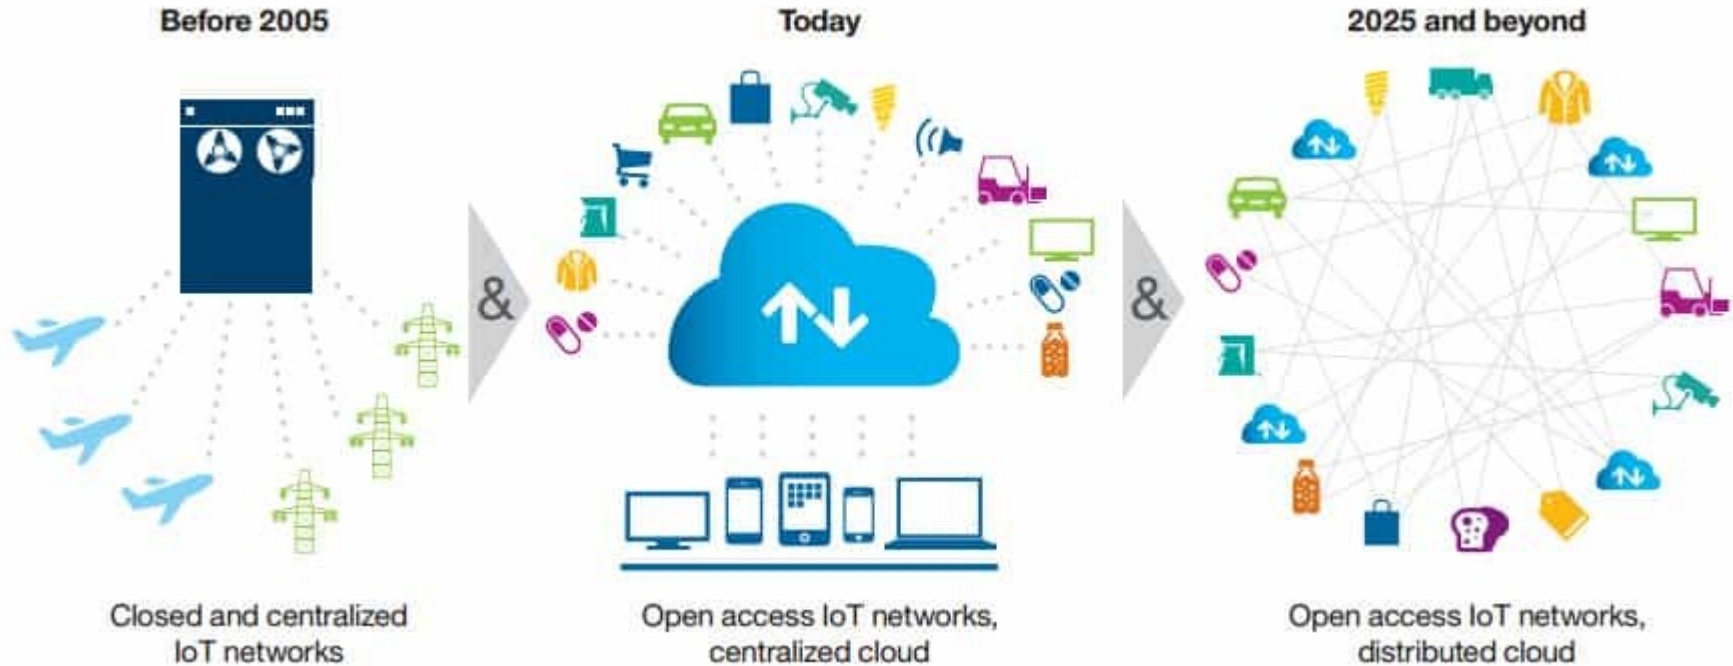 Before 2005
Today
2025 and beyond
&
&
Closed and centralized
IoT networks
Open access IoT networks,
centralized cloud
Open access IoT networks,
distributed cloud